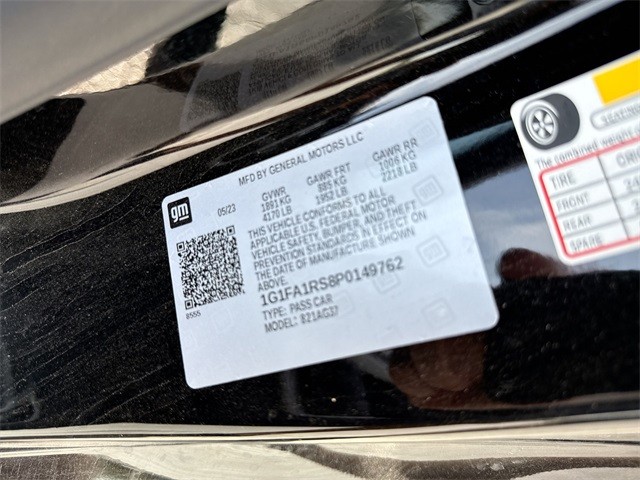 MFD BY GENERAL MOTORS LLC
gm
05/23
GVWR
1891 KG
4170 LB
GAWR FRT
885 KG
1952 LB
GAWR RR
1006 KG
2218 LB
THIS VEHICLE CONFORMS TO ALL
APPLICABLE U.S. FEDERAL MOTOR
VEHICLE SAFETY, BUMPER, AND THEFT
PREVENTION STANDARDS IN EFFECT ON
THE DATE OF MANUFACTURE SHOWN
ABOVE.
1G1FA1RS8P0149762
TYPE: PASS CAR
MODEL: 821AG37
8555
The combined weight
TIRE
FRONT
REAR
SPARE